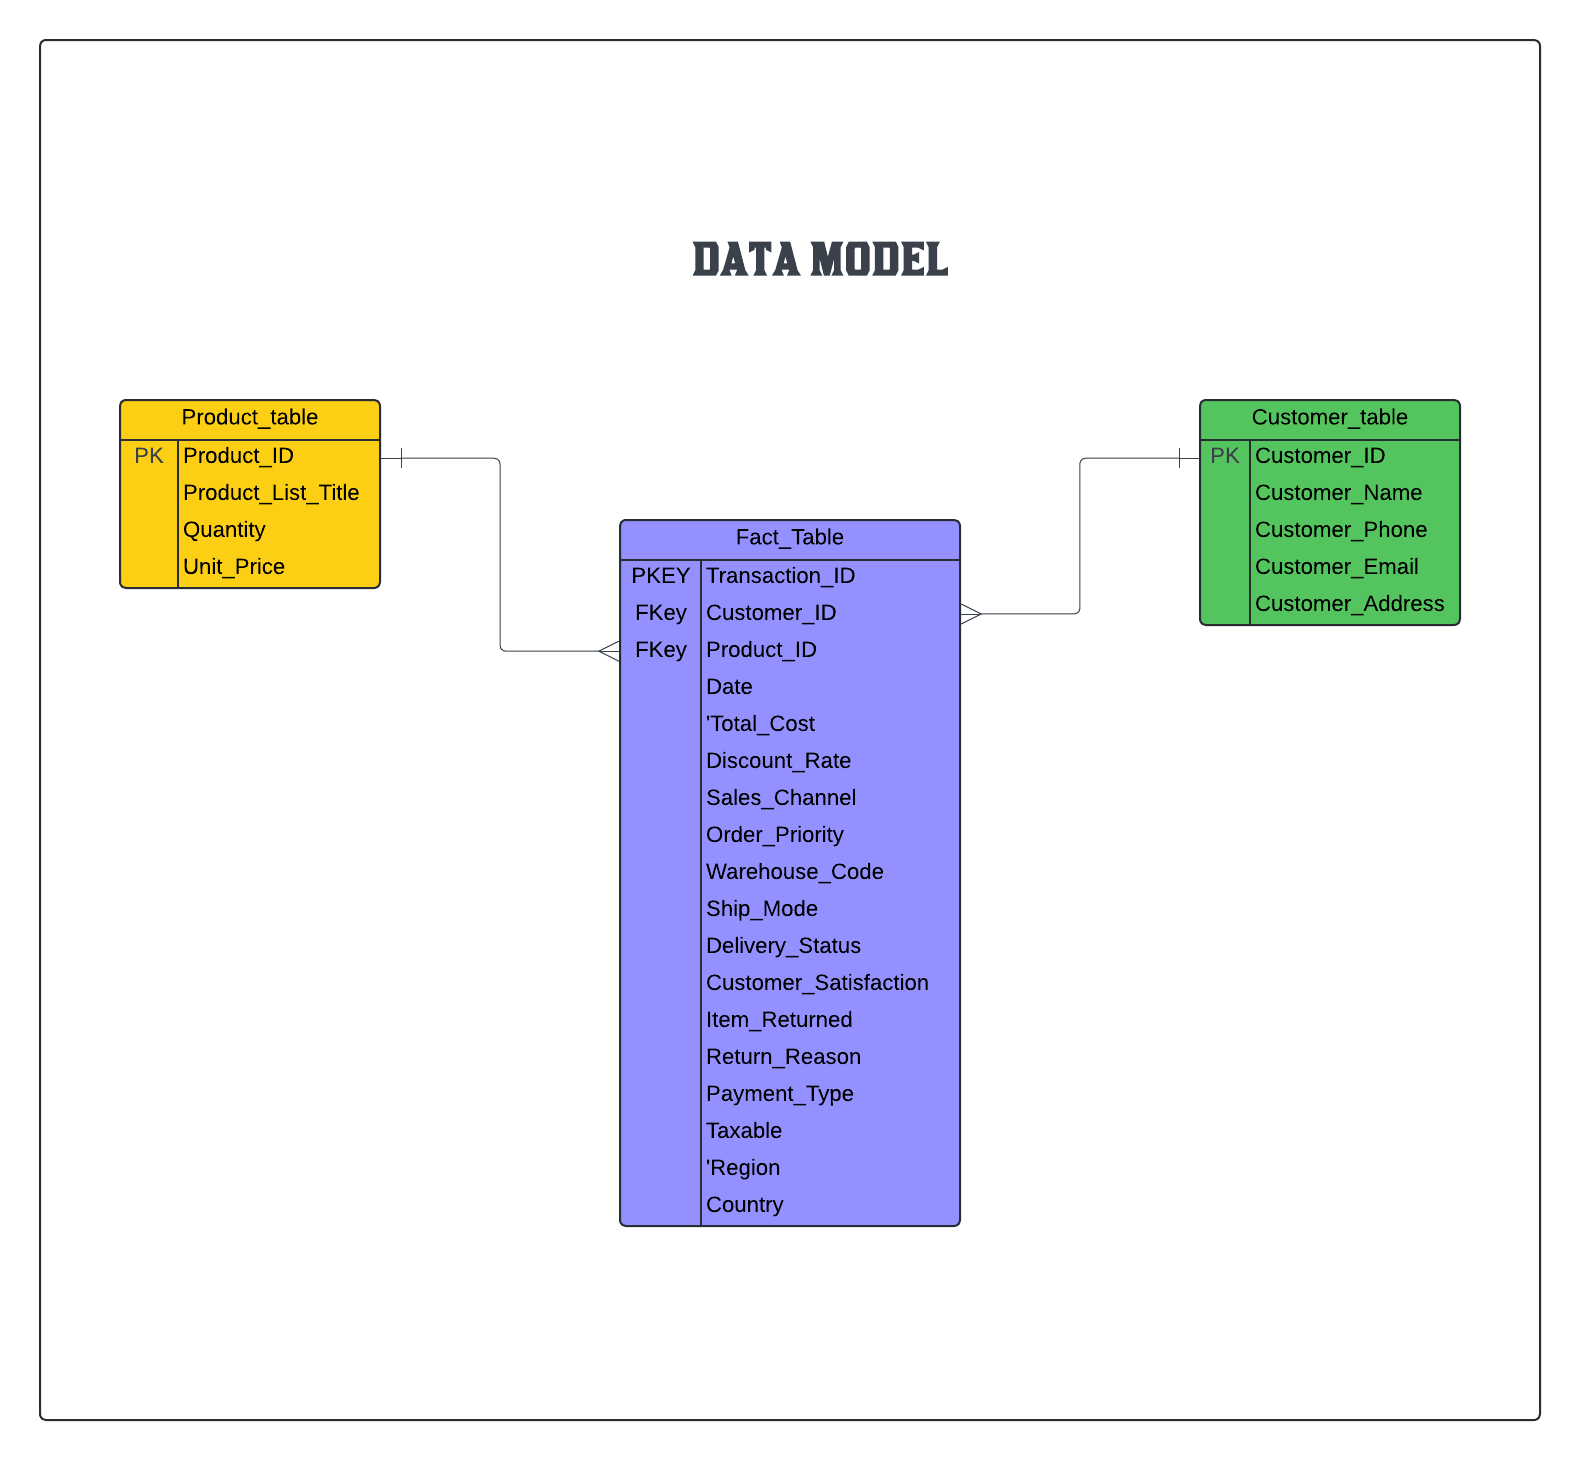 DATA MODEL
Product_table
PK Product_ID
Product_List_Title
Quantity
Unit_Price
Customer_table
PK Customer_ID
Customer_Name
Customer_Phone
Customer_Email
Customer_Address
Fact_Table
PKEY Transaction_ID
FKey Customer_ID
FKey Product_ID
Date
'Total_Cost
Discount_Rate
Sales_Channel
Order_Priority
Warehouse_Code
Ship_Mode
Delivery_Status
Customer_Satisfaction
Item_Returned
Return_Reason
Payment_Type
Taxable
'Region
Country